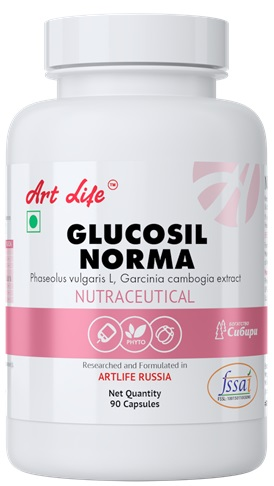 Art Life™
GLUCOSIL
NORMA
Phaseolus vulgaris L, Garcinia cambogia extract
NUTRACEUTICAL
PHYTO
Сибири
Researched and Formulated in
ARTLIFE RUSSIA
Net Quantity
90 Capsules
fssai